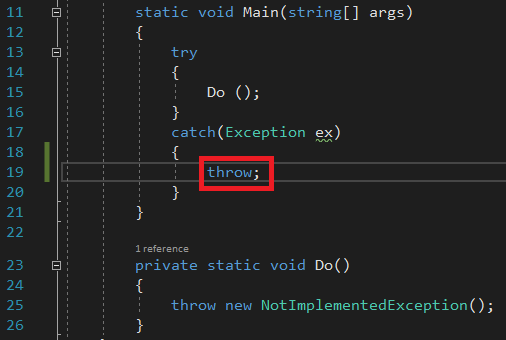 11 static void Main(string[] args)
12 {
13 try
14 {
15 Do ();
16 }
17 catch(Exception ex)
18 {
19 throw;
20 }
21 }
22
1 reference
23 private static void Do()
24 {
25 throw new NotImplementedException();
26 }